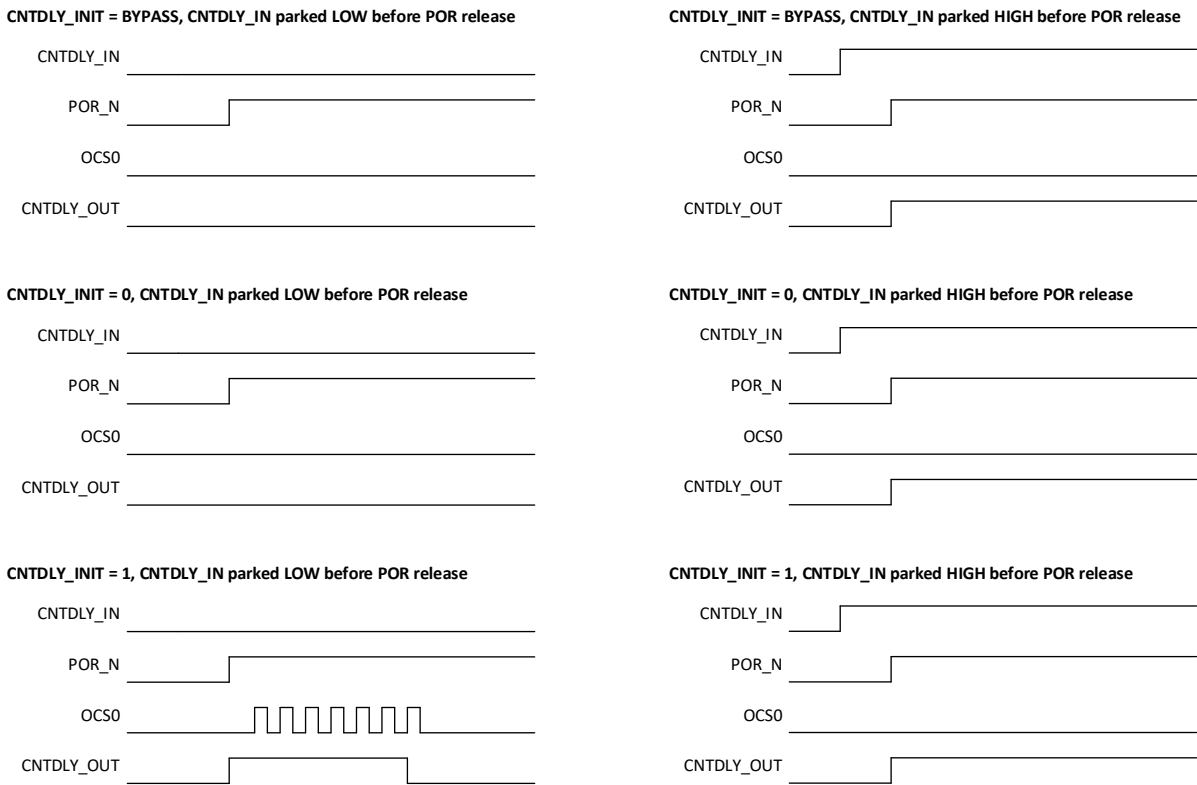 CNTDLY_INIT = BYPASS, CNTDLY_IN parked LOW before POR release
CNTDLY_IN
POR_N
OCS0
CNTDLY_OUT
CNTDLY_INIT = BYPASS, CNTDLY_IN parked HIGH before POR release
CNTDLY_IN
POR_N
OCS0
CNTDLY_OUT
CNTDLY_INIT = 0, CNTDLY_IN parked LOW before POR release
CNTDLY_IN
POR_N
OCS0
CNTDLY_OUT
CNTDLY_INIT = 0, CNTDLY_IN parked HIGH before POR release
CNTDLY_IN
POR_N
OCS0
CNTDLY_OUT
CNTDLY_INIT = 1, CNTDLY_IN parked LOW before POR release
CNTDLY_IN
POR_N
OCS0
CNTDLY_OUT
CNTDLY_INIT = 1, CNTDLY_IN parked HIGH before POR release
CNTDLY_IN
POR_N
OCS0
CNTDLY_OUT